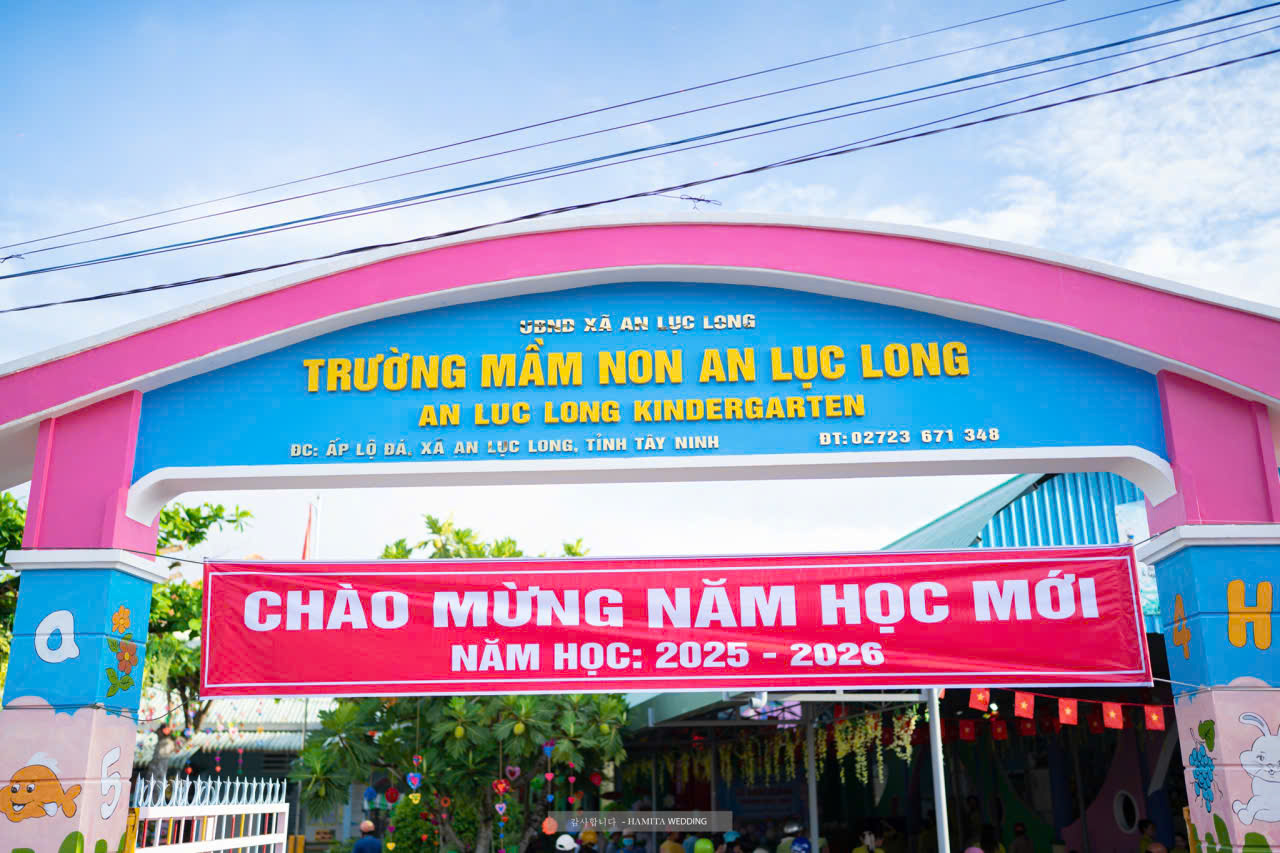 UBND XÃ AN LỤC LONG
TRƯỜNG MẦM NON AN LỤC LONG
AN LUC LONG KINDERGARTEN
ĐC: ẤP LỘ ĐÁ, XÃ AN LỤC LONG, TỈNH TÂY NINH ĐT: 02723 671 348
CHÀO MỪNG NĂM HỌC MỚI
NĂM HỌC: 2025 - 2026
a
4
H
5
감사합니다 - HAMITA WEDDING